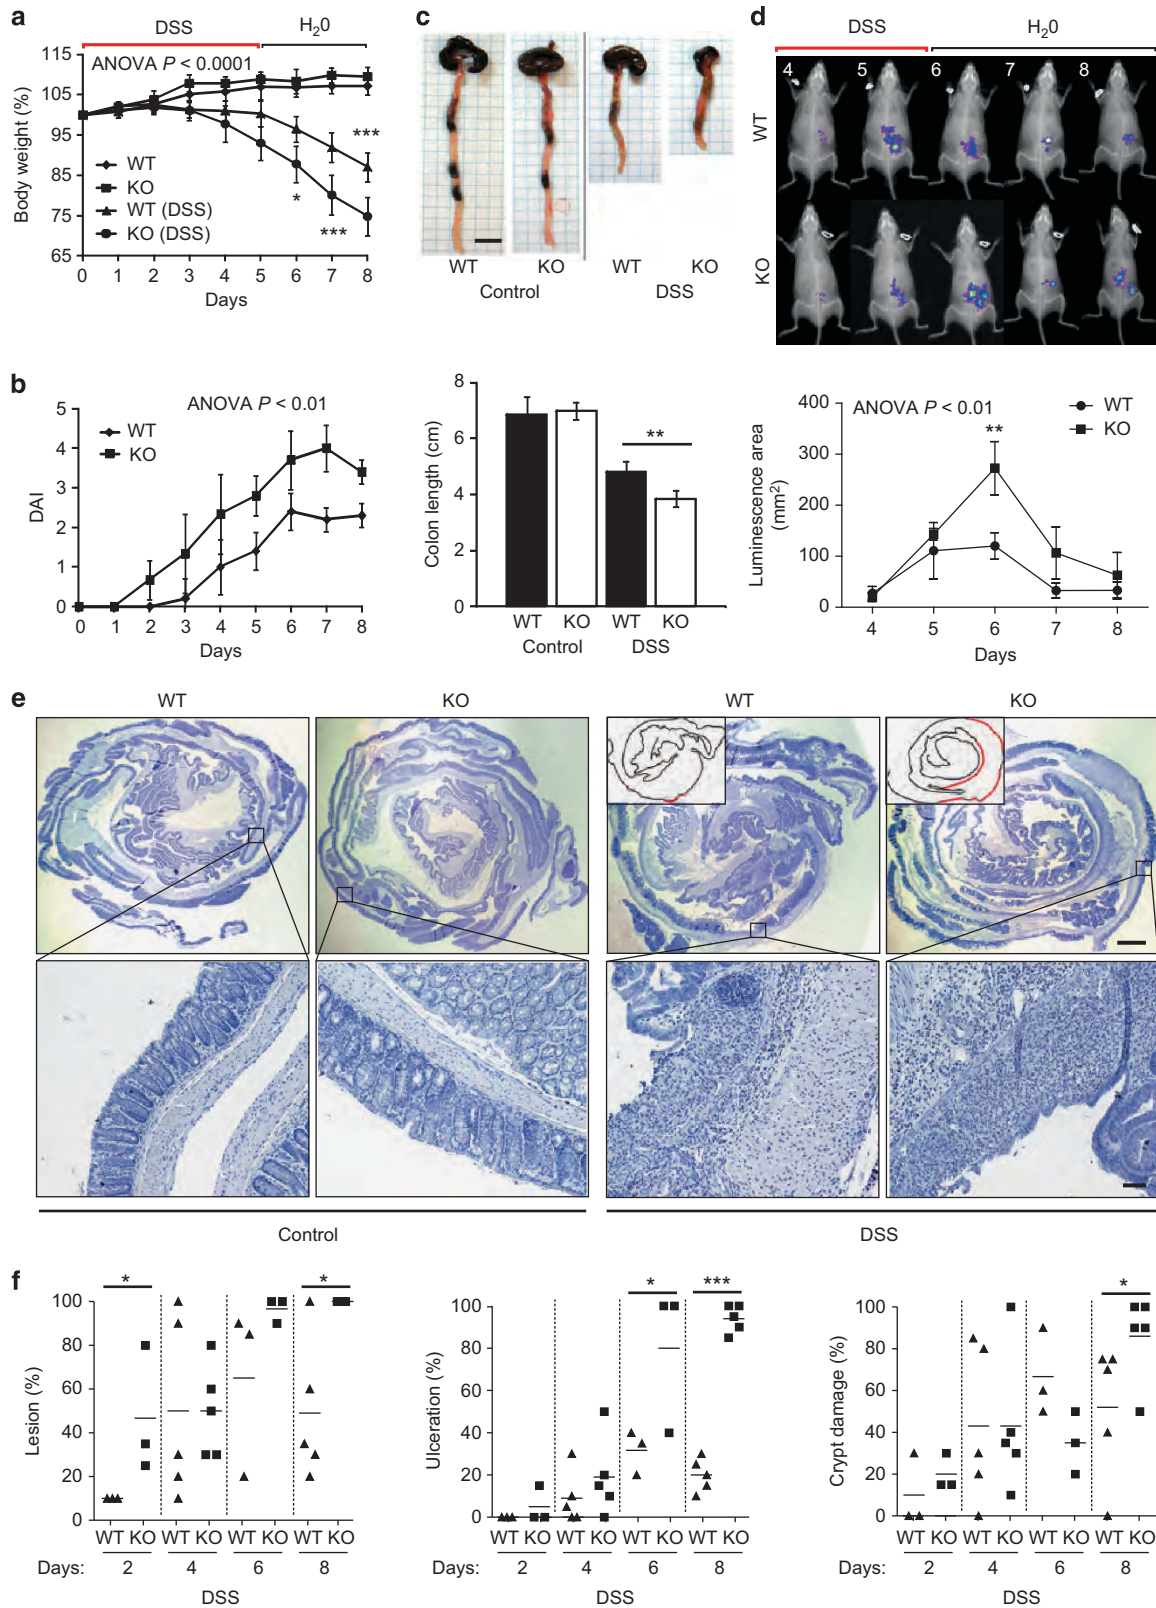 a
DSS
H20
ANOVA P < 0.0001
Body weight (%)
115
105
95
85
75
65
WT
KO
WT (DSS)
KO (DSS)
*
***
***
0 1 2 3 4 5 6 7 8
Days
c
WT KO WT KO
Control DSS
d
DSS
H20
4 5 6 7 8
WT
KO
b
ANOVA P < 0.01
DAI
5
4
3
2
1
0
WT
KO
0 1 2 3 4 5 6 7 8
Days
Colon length (cm)
8
6
4
2
0
**
WT KO WT KO
Control DSS
Luminescence area
(mm2)
400
300
200
100
0
ANOVA P < 0.01
**
WT
KO
4 5 6 7 8
Days
e
WT KO WT KO
Control DSS
f
Lesion (%)
100
80
60
40
20
0
* *
WT KO WT KO WT KO WT KO
Days: 2 4 6 8
DSS
Ulceration (%)
100
80
60
40
20
0
* ***
WT KO WT KO WT KO WT KO
Days: 2 4 6 8
DSS
Crypt damage (%)
100
80
60
40
20
0
*
WT KO WT KO WT KO WT KO
Days: 2 4 6 8
DSS